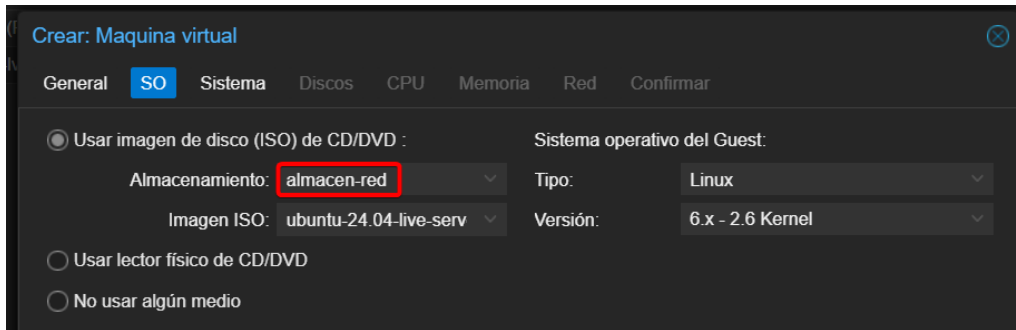 Crear: Maquina virtual
General SO Sistema Discos CPU Memoria Red Confirmar
Usar imagen de disco (ISO) de CD/DVD : Sistema operativo del Guest:
Almacenamiento: almacen-red Tipo: Linux
Imagen ISO: ubuntu-24.04-live-serv Versión: 6.x - 2.6 Kernel
Usar lector físico de CD/DVD
No usar algún medio